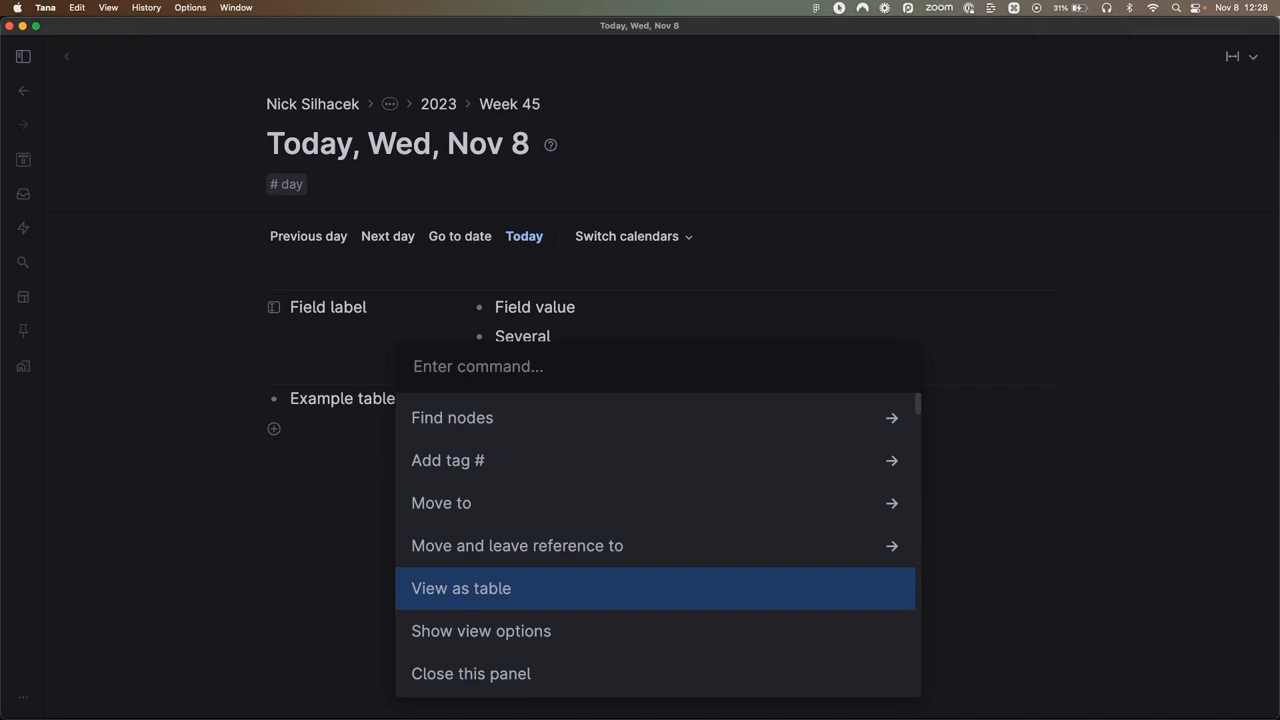 Tana Edit View History Options Window
zoom 31% Nov 8 12:28
Today, Wed, Nov 8
Nick Silhacek > ··· > 2023 > Week 45
Today, Wed, Nov 8
# day
Previous day Next day Go to date Today Switch calendars
Field label Field value
Several
Enter command...
Example table
Find nodes
Add tag #
Move to
Move and leave reference to
View as table
Show view options
Close this panel